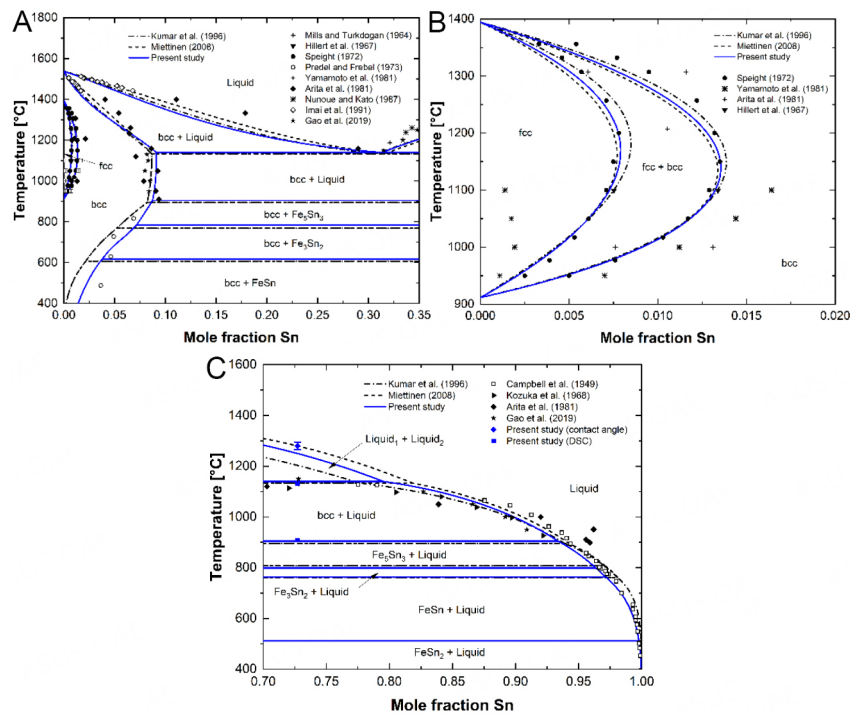 A
Temperature [°C]
1800
1600
1400
1200
1000
800
600
400
0.00
0.05
0.10
0.15
0.20
0.25
0.30
0.35
Mole fraction Sn
Kumar et al. (1996)
Miettinen (2008)
Present study
Mills and Turkdogan (1964)
Hillert et al. (1967)
Speight (1972)
Predel and Frebel (1973)
Yamamoto et al. (1981)
Arita et al. (1981)
Nunoue and Kato (1987)
Imai et al. (1991)
Gao et al. (2019)
Liquid
bcc + Liquid
fcc
bcc
bcc + Liquid
bcc + Fe₅Sn₃
bcc + Fe₃Sn₂
bcc + FeSn
B
Temperature [°C]
1400
1300
1200
1100
1000
900
0.000
0.005
0.010
0.015
0.020
Mole fraction Sn
Kumar et al. (1996)
Miettinen (2008)
Present study
Speight (1972)
Yamamoto et al. (1981)
Arita et al. (1981)
Hillert et al. (1967)
fcc
fcc + bcc
bcc
C
Temperature [°C]
1600
1400
1200
1000
800
600
400
0.70
0.75
0.80
0.85
0.90
0.95
1.00
Mole fraction Sn
Kumar et al. (1996)
Miettinen (2008)
Present study
Campbell et al. (1949)
Kozuka et al. (1968)
Arita et al. (1981)
Gao et al. (2019)
Present study (contact angle)
Present study (DSC)
Liquid₁ + Liquid₂
Liquid
bcc + Liquid
Fe₅Sn₃ + Liquid
Fe₃Sn₂ + Liquid
FeSn + Liquid
FeSn₂ + Liquid